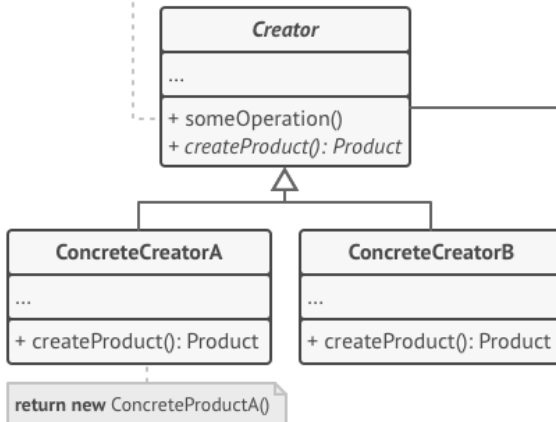 Creator
...
+ someOperation()
+ createProduct(): Product
ConcreteCreatorA
...
+ createProduct(): Product
ConcreteCreatorB
...
+ createProduct(): Product
return new ConcreteProductA()